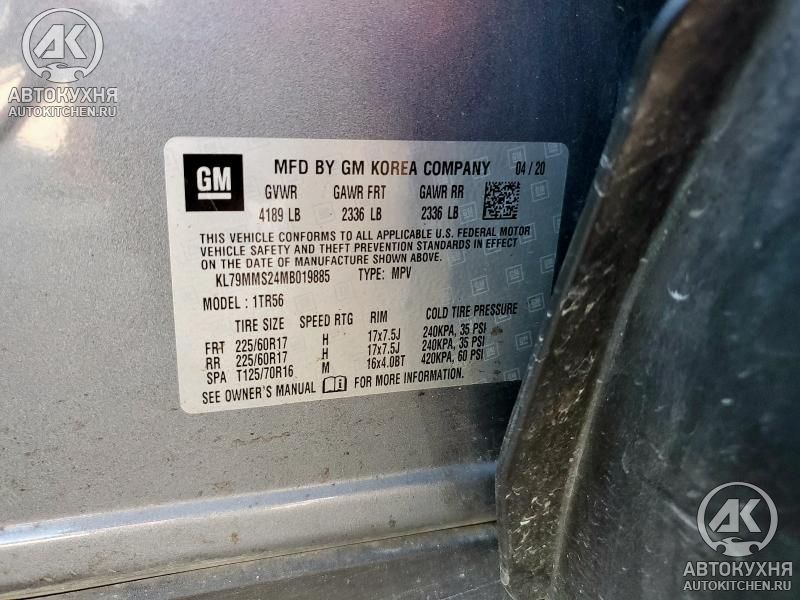 АК
АВТОКУХНЯ
AUTOKITCHEN.RU
GM
MFD BY GM KOREA COMPANY 04 / 20
GVWR GAWR FRT GAWR RR
4189 LB 2336 LB 2336 LB
THIS VEHICLE CONFORMS TO ALL APPLICABLE U.S. FEDERAL MOTOR
VEHICLE SAFETY AND THEFT PREVENTION STANDARDS IN EFFECT
ON THE DATE OF MANUFACTURE SHOWN ABOVE.
KL79MMS24MB019885 TYPE: MPV
MODEL : 1TR56
TIRE SIZE SPEED RTG RIM COLD TIRE PRESSURE
FRT 225/60R17 H 17x7.5J 240KPA, 35 PSI
RR 225/60R17 H 17x7.5J 240KPA, 35 PSI
SPA T125/70R16 M 16x4.0BT 420KPA, 60 PSI
SEE OWNER'S MANUAL FOR MORE INFORMATION.
АК
АВТОКУХНЯ
AUTOKITCHEN.RU